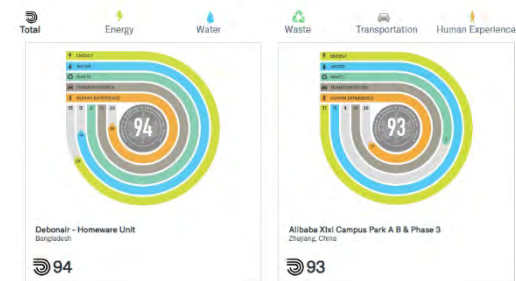 Total
Energy
Water
Waste
Transportation
Human Experience
ENERGY
WATER
WASTE
TRANSPORTATION
HUMAN EXPERIENCE
94
Debonair - Homeware Unit
Bangladesh
94
ENERGY
WATER
WASTE
TRANSPORTATION
HUMAN EXPERIENCE
93
Alibaba XIxi Campus Park A B & Phase 3
Zhejiang, China
93